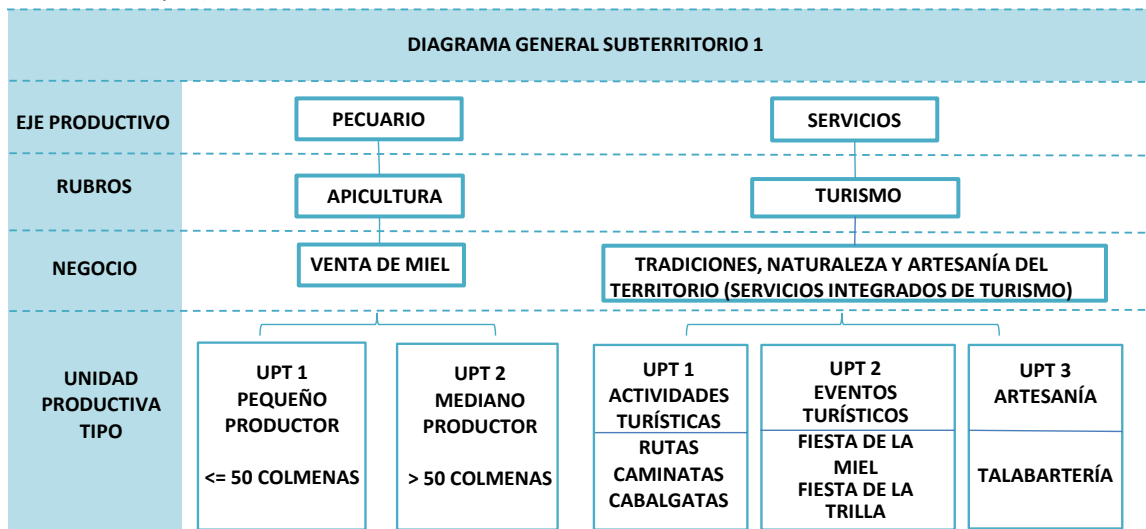 DIAGRAMA GENERAL SUBTERRITORIO 1
EJE PRODUCTIVO
PECUARIO
SERVICIOS
RUBROS
APICULTURA
TURISMO
NEGOCIO
VENTA DE MIEL
TRADICIONES, NATURALEZA Y ARTESANÍA DEL
TERRITORIO (SERVICIOS INTEGRADOS DE TURISMO)
UNIDAD
PRODUCTIVA
TIPO
UPT 1
PEQUEÑO
PRODUCTOR
<= 50 COLMENAS
UPT 2
MEDIANO
PRODUCTOR
> 50 COLMENAS
UPT 1
ACTIVIDADES
TURÍSTICAS
RUTAS
CAMINATAS
CABALGATAS
UPT 2
EVENTOS
TURÍSTICOS
FIESTA DE LA
MIEL
FIESTA DE LA
TRILLA
UPT 3
ARTESANÍA
TALABARTERÍA